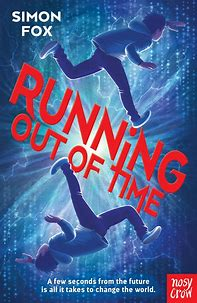 SIMON
FOX
RUNNING
OUT OF TIME
A few seconds from the future
is all it takes to change the world.
nosy
crow